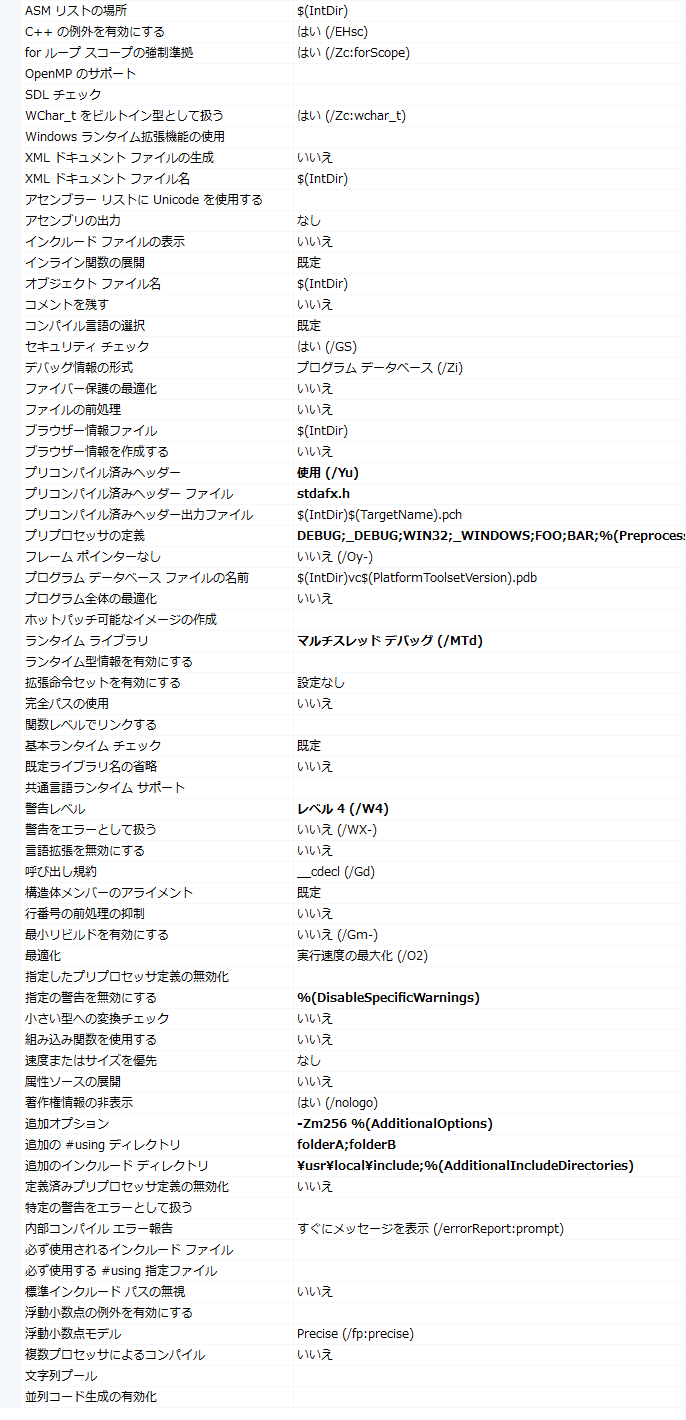 ASM リストの場所 $(IntDir)
C++ の例外を有効にする はい (/EHsc)
for ループ スコープの強制準拠 はい (/Zc:forScope)
OpenMP のサポート
SDL チェック
WChar_t をビルトイン型として扱う はい (/Zc:wchar_t)
Windows ランタイム拡張機能の使用
XML ドキュメント ファイルの生成 いいえ
XML ドキュメント ファイル名 $(IntDir)
アセンブラー リストに Unicode を使用する
アセンブリの出力 なし
インクルード ファイルの表示 いいえ
インライン関数の展開 既定
オブジェクト ファイル名 $(IntDir)
コメントを残す いいえ
コンパイル言語の選択 既定
セキュリティ チェック はい (/GS)
デバッグ情報の形式 プログラム データベース (/Zi)
ファイバー保護の最適化 いいえ
ファイルの前処理 いいえ
ブラウザー情報ファイル $(IntDir)
ブラウザー情報を作成する いいえ
プリコンパイル済みヘッダー 使用 (/Yu)
プリコンパイル済みヘッダー ファイル stdafx.h
プリコンパイル済みヘッダー出力ファイル $(IntDir)$(TargetName).pch
プリプロセッサの定義 DEBUG;_DEBUG;WIN32;_WINDOWS;FOO;BAR;%(Preprocess
フレーム ポインターなし いいえ (/Oy-)
プログラム データベース ファイルの名前 $(IntDir)vc$(PlatformToolsetVersion).pdb
プログラム全体の最適化 いいえ
ホットパッチ可能なイメージの作成
ランタイム ライブラリ マルチスレッド デバッグ (/MTd)
ランタイム型情報を有効にする
拡張命令セットを有効にする 設定なし
完全パスの使用 いいえ
関数レベルでリンクする
基本ランタイム チェック 既定
既定ライブラリ名の省略 いいえ
共通言語ランタイム サポート
警告レベル レベル 4 (/W4)
警告をエラーとして扱う いいえ (/WX-)
言語拡張を無効にする いいえ
呼び出し規約 __cdecl (/Gd)
構造体メンバーのアライメント 既定
行番号の前処理の抑制 いいえ
最小リビルドを有効にする いいえ (/Gm-)
最適化 実行速度の最大化 (/O2)
指定したプリプロセッサ定義の無効化
指定の警告を無効にする %(DisableSpecificWarnings)
小さい型への変換チェック いいえ
組み込み関数を使用する いいえ
速度またはサイズを優先 なし
属性ソースの展開 いいえ
著作権情報の非表示 はい (/nologo)
追加オプション -Zm256 %(AdditionalOptions)
追加の #using ディレクトリ folderA;folderB
追加のインクルード ディレクトリ ¥usr¥local¥include;%(AdditionalIncludeDirectories)
定義済みプリプロセッサ定義の無効化 いいえ
特定の警告をエラーとして扱う
内部コンパイル エラー報告 すぐにメッセージを表示 (/errorReport:prompt)
必ず使用されるインクルード ファイル
必ず使用する #using 指定ファイル
標準インクルード パスの無視 いいえ
浮動小数点の例外を有効にする
浮動小数点モデル Precise (/fp:precise)
複数プロセッサによるコンパイル いいえ
文字列プール
並列コード生成の有効化